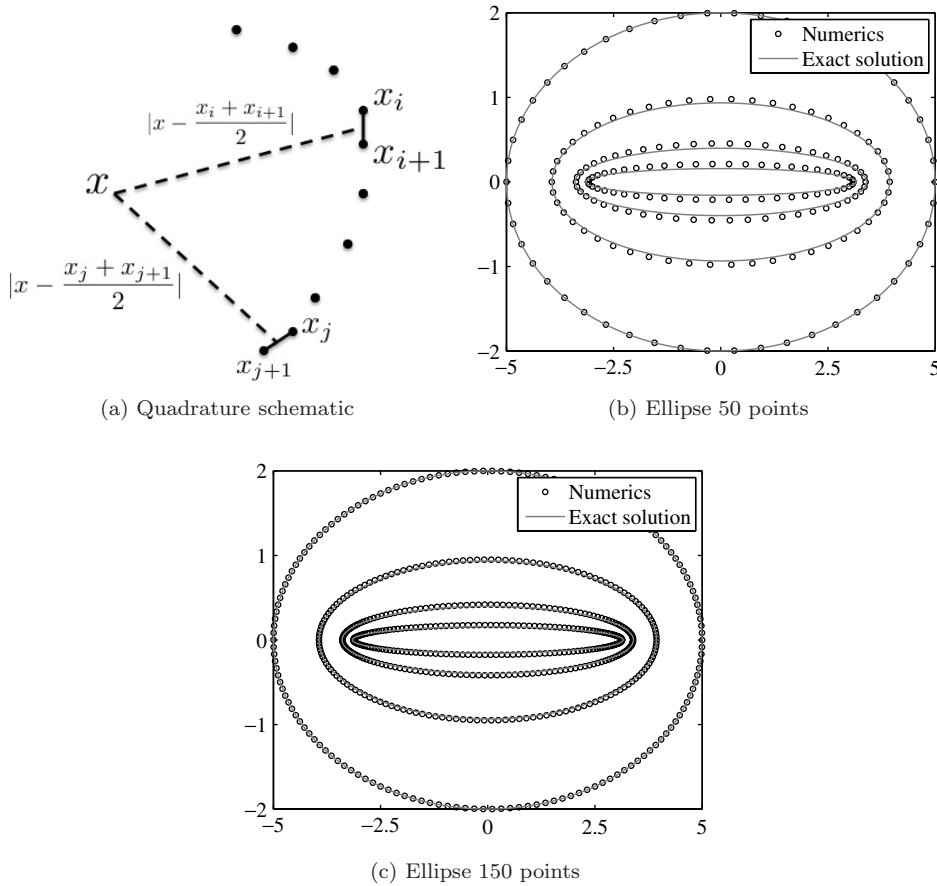 x_i
|x - \frac{x_i + x_{i+1}}{2}|
x_{i+1}
x
|x - \frac{x_j + x_{j+1}}{2}|
x_j
x_{j+1}
(a) Quadrature schematic
2
1
0
−1
−2
−5 −2.5 0 2.5 5
Numerics
Exact solution
(b) Ellipse 50 points
2
1
0
−1
−2
−5 −2.5 0 2.5 5
Numerics
Exact solution
(c) Ellipse 150 points